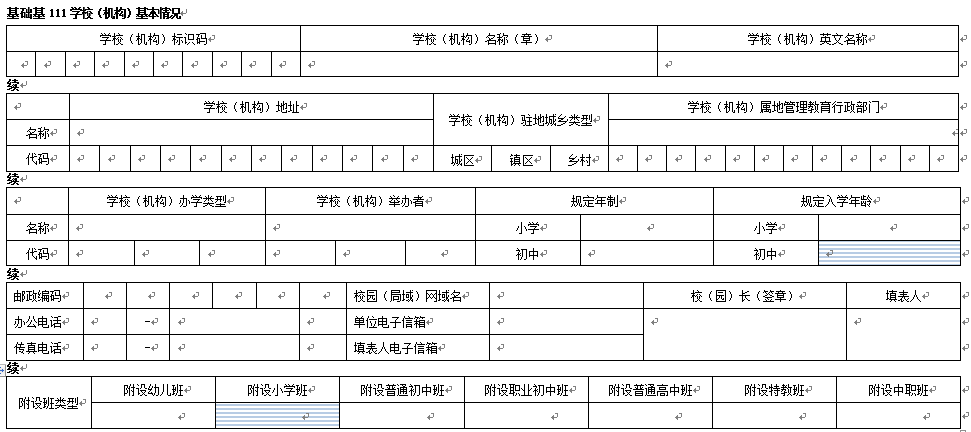 基础基 111 学校（机构）基本情况
学校（机构）标识码 学校（机构）名称（章） 学校（机构）英文名称
续
学校（机构）地址 学校（机构）驻地城乡类型 学校（机构）属地管理教育行政部门
名称
代码 城区 镇区 乡村
续
学校（机构）办学类型 学校（机构）举办者 规定年制 规定入学年龄
名称 小学 小学
代码 初中 初中
续
邮政编码 校园（局域）网域名 校（园）长（签章） 填表人
办公电话 - 单位电子信箱
传真电话 - 填表人电子信箱
续
附设班类型 附设幼儿班 附设小学班 附设普通初中班 附设职业初中班 附设普通高中班 附设特教班 附设中职班